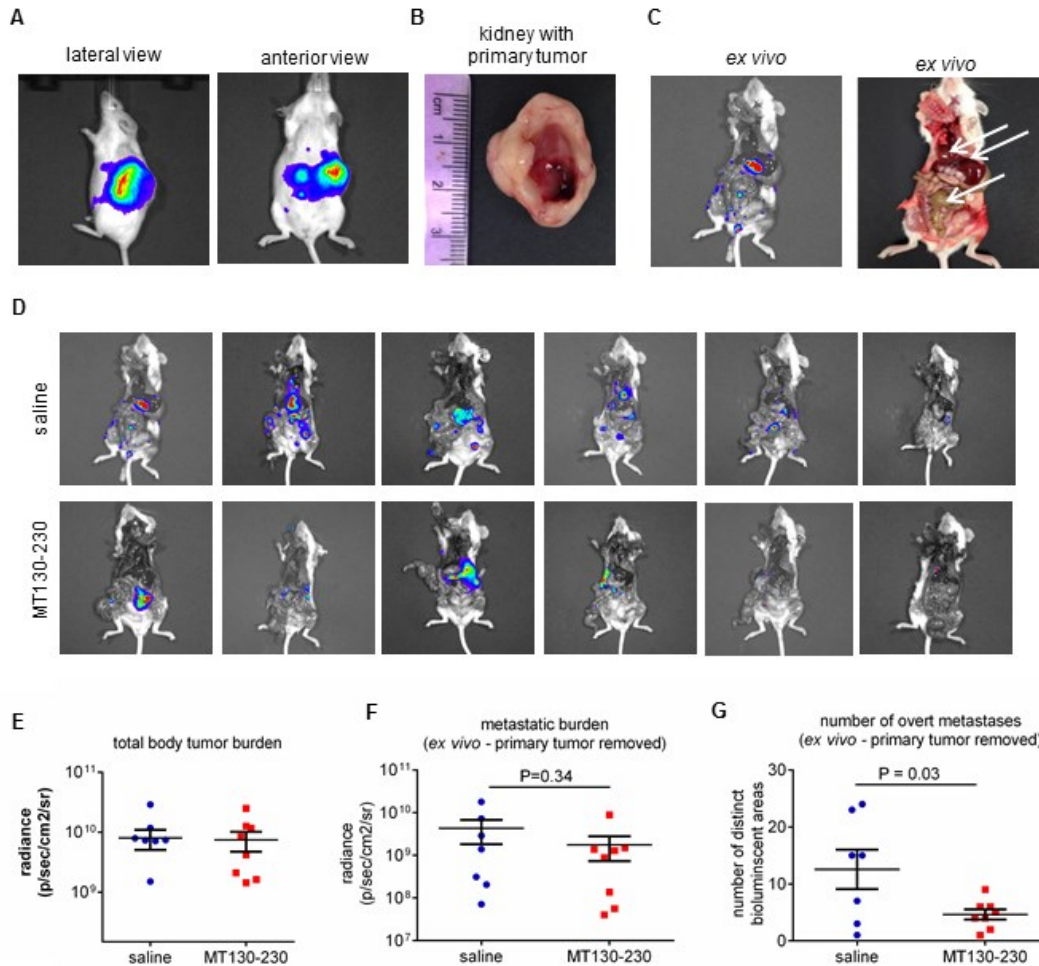 A
lateral view
anterior view
B
kidney with
primary tumor
cm
1
2
3
C
ex vivo
ex vivo
D
saline
MT130-230
E
total body tumor burden
radiance
(p/sec/cm2/sr)
10¹¹
10¹⁰
10⁹
saline
MT130-230
F
metastatic burden
(ex vivo - primary tumor removed)
P=0.34
radiance
(p/sec/cm2/sr)
10¹¹
10¹⁰
10⁹
10⁸
10⁷
saline
MT130-230
G
number of overt metastases
(ex vivo - primary tumor removed)
P = 0.03
number of distinct
bioluminscent areas
30
20
10
0
saline
MT130-230